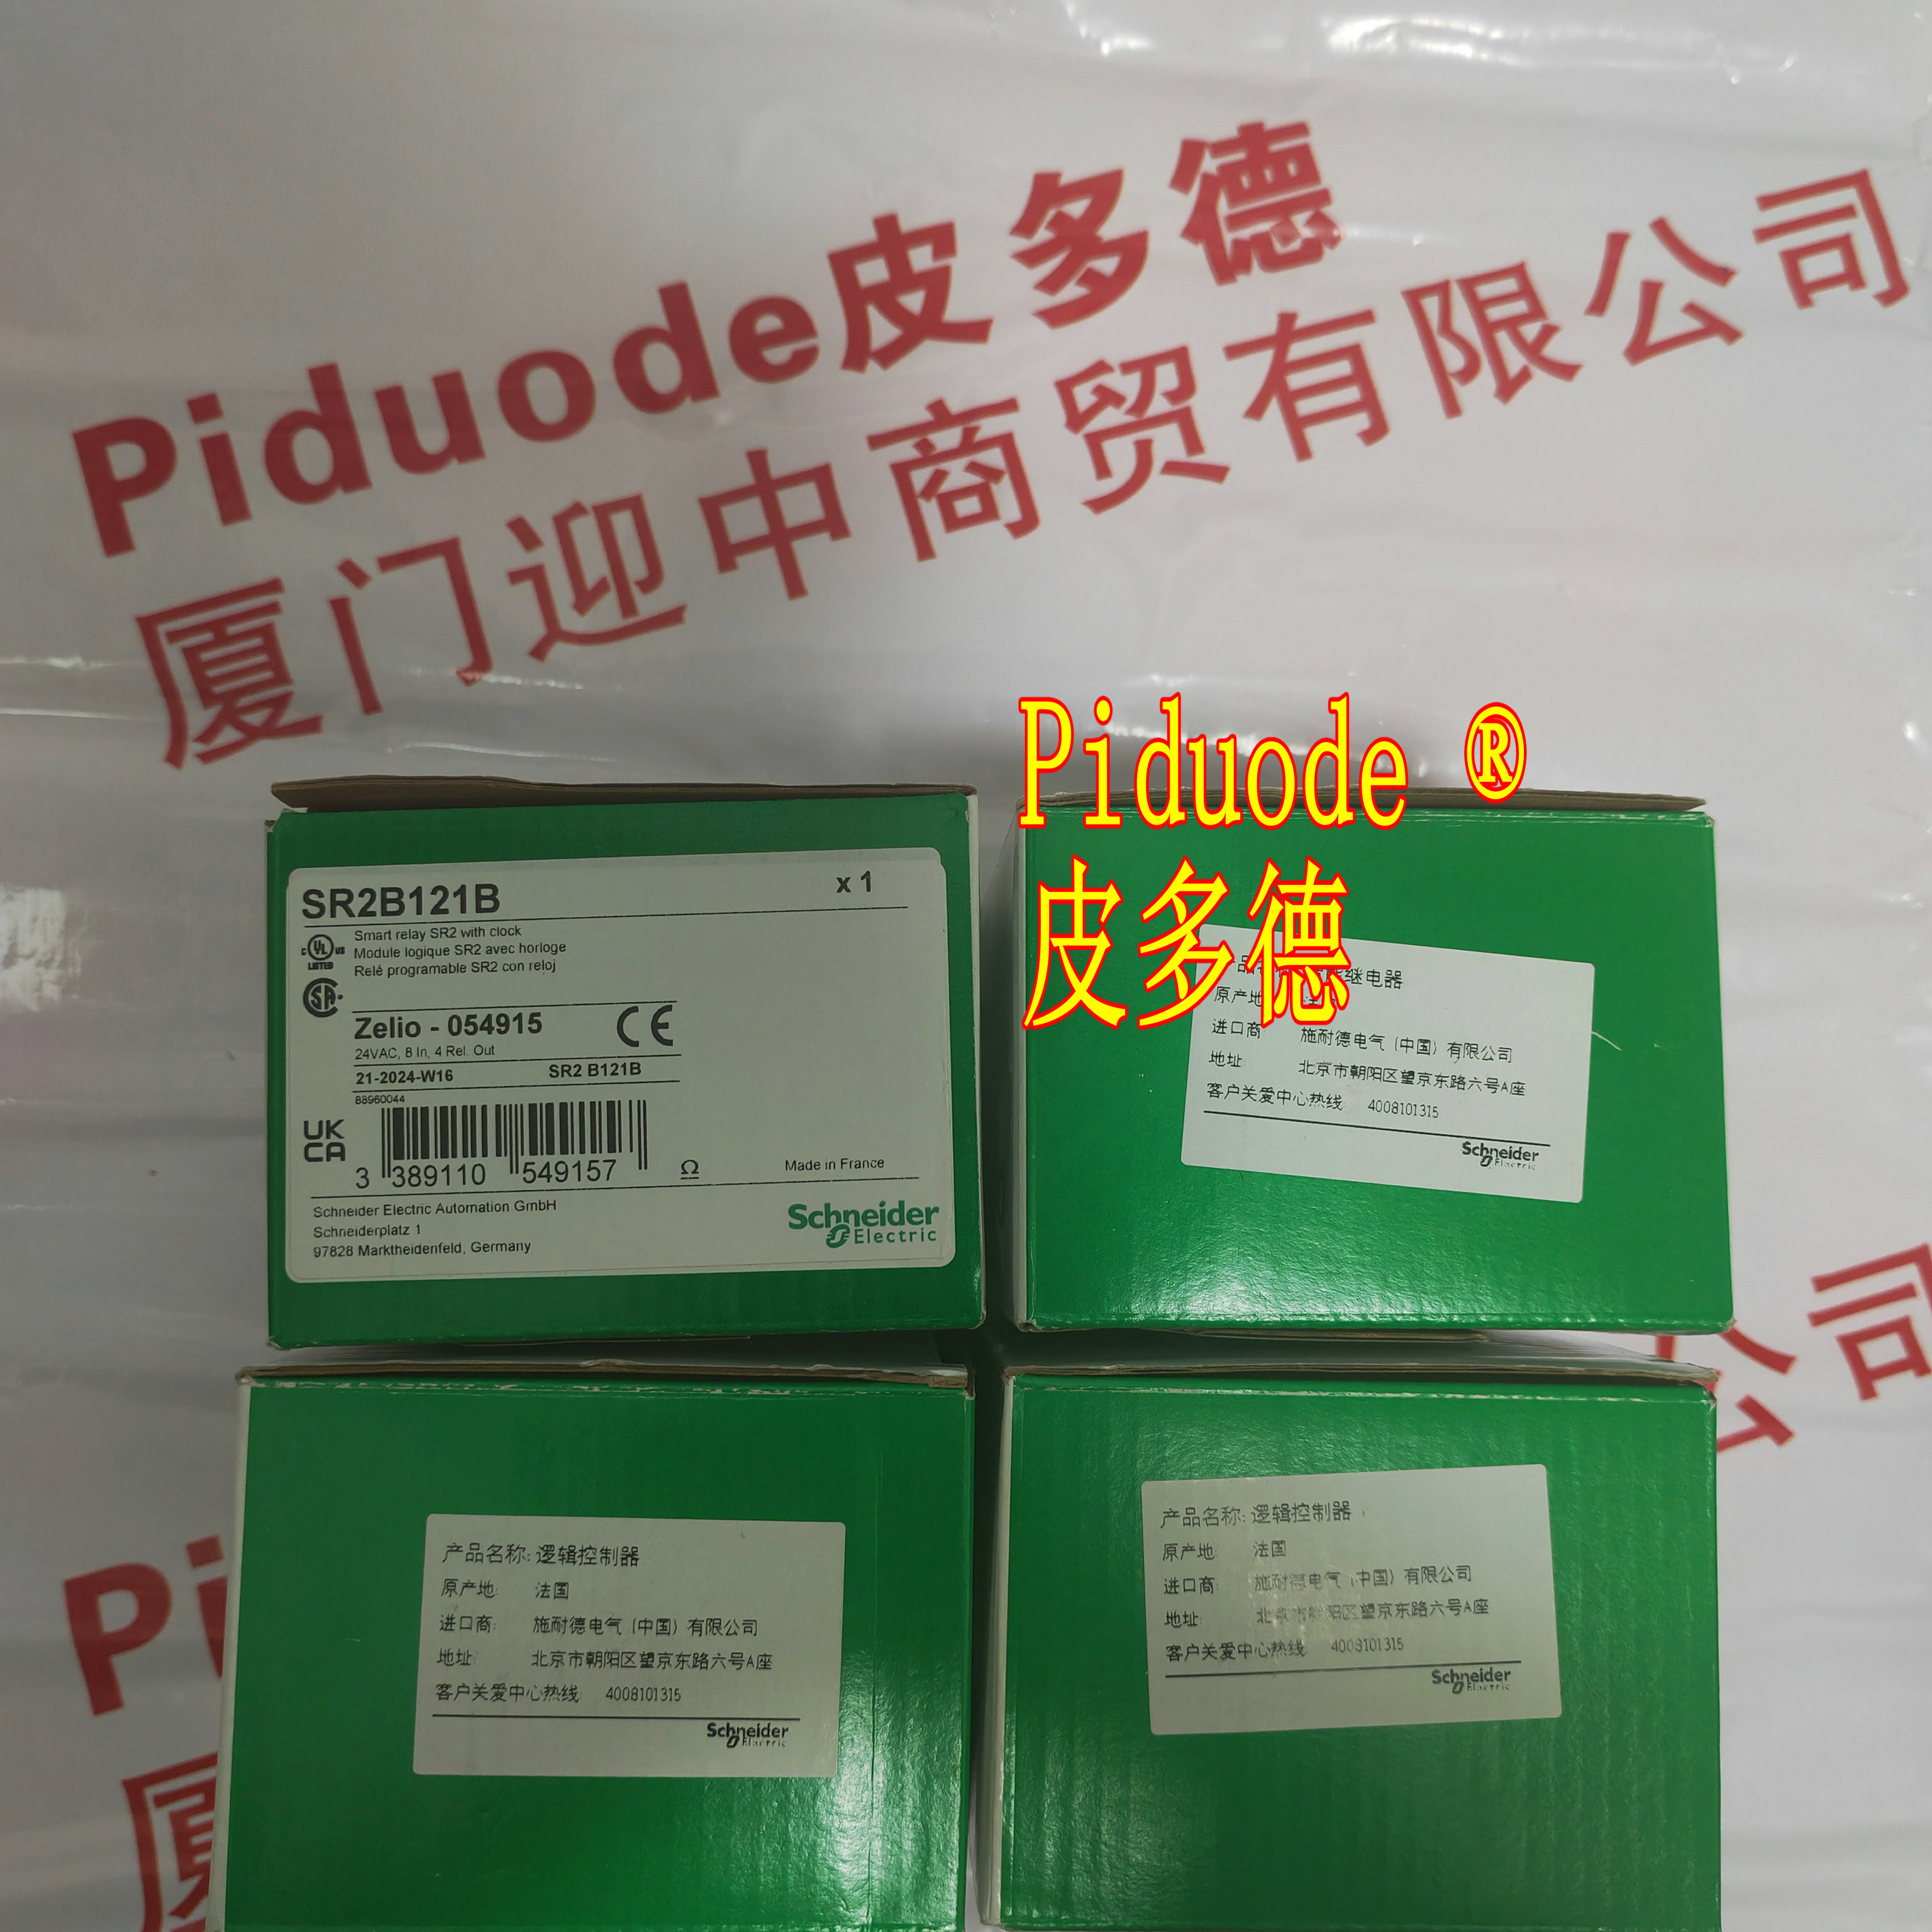 Piduode皮多德
厦门迎中商贸有限公司
Piduode ®
皮多德
SR2B121B
x 1
Smart relay SR2 with clock
Module logique SR2 avec horloge
Relé programable SR2 con reloj
C UL US
LISTED
SA
Zelio - 054915
CE
24VAC, 8 In, 4 Rel. Out
21-2024-W16 SR2 B121B
B8960044
UK
CA
3 389110 549157
Made in France
Schneider Electric Automation GmbH
Schneiderplatz 1
97828 Marktheidenfeld, Germany
Schneider
Electric
继电器
原产地
进口商: 施耐德电气(中国)有限公司
地址: 北京市朝阳区望京东路六号A座
客户关爱中心热线: 4008101315
Schneider
Electric
公司
产品名称: 逻辑控制器
原产地: 法国
进口商: 施耐德电气(中国)有限公司
地址: 北京市朝阳区望京东路六号A座
客户关爱中心热线: 4008101315
Schneider
Electric
产品名称: 逻辑控制器
原产地: 法国
进口商: 施耐德电气(中国)有限公司
地址: 北京市朝阳区望京东路六号A座
客户关爱中心热线: 4008101315
Schneider
Electric
Pi
厦